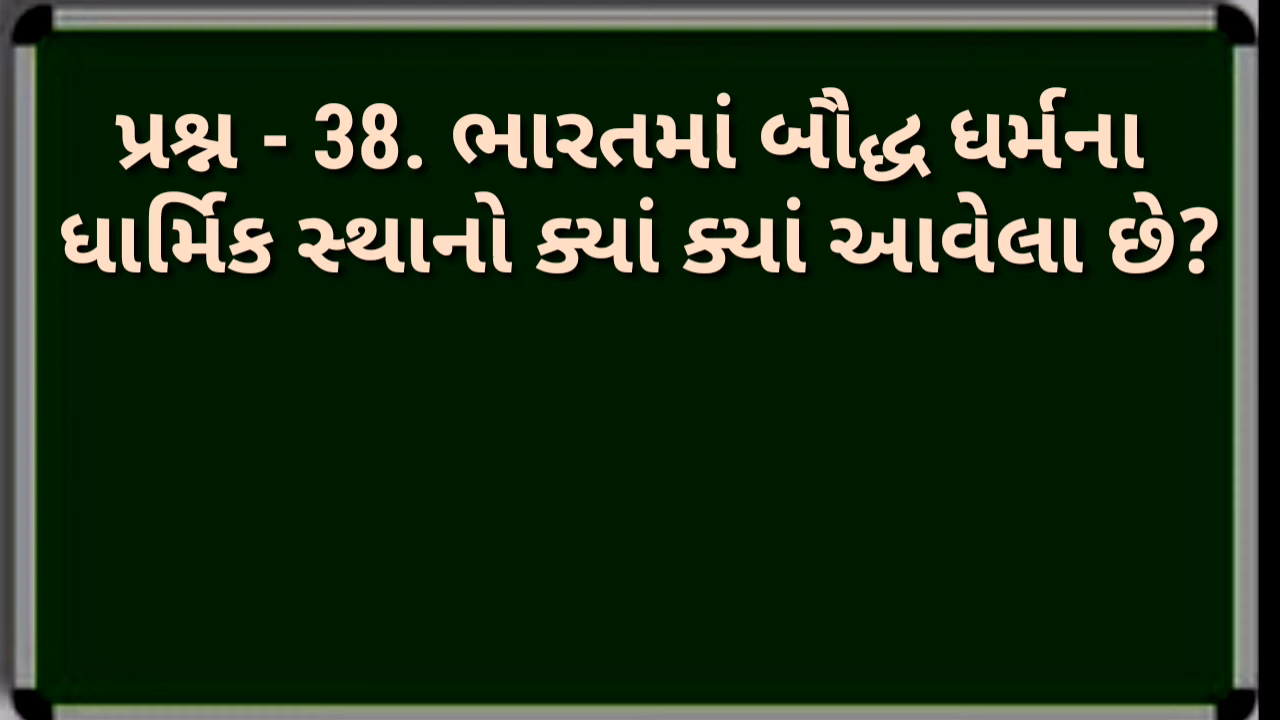 પ્રશ્ન - 38. ભારતમાં બૌદ્ધ ધર્મના
ધાર્મિક સ્થાનો ક્યાં ક્યાં આવેલા છે?